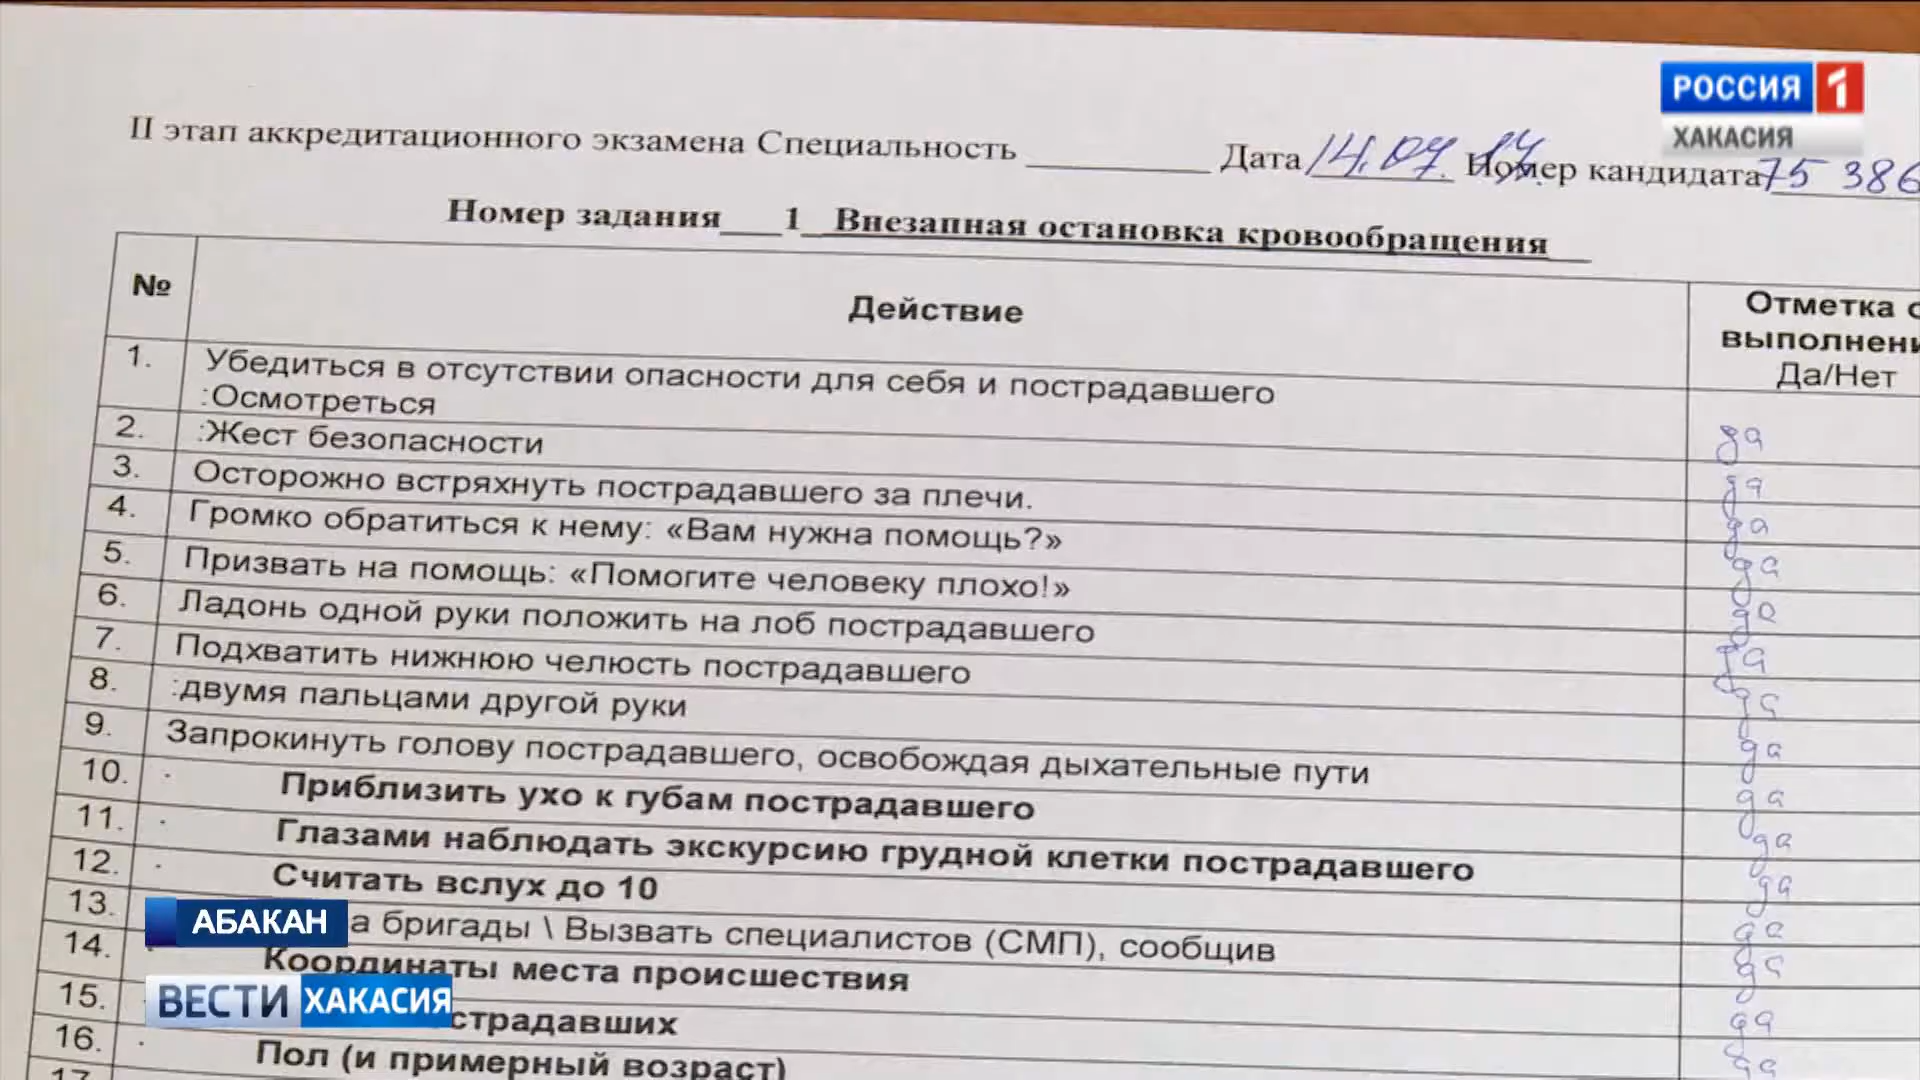 РОССИЯ 1
ХАКАСИЯ
II этап аккредитационного экзамена Специальность ___________ Дата 14.07.17. Номер кандидата 75 386
Номер задания___1_ Внезапная остановка кровообращения
№ Действие Отметка о
выполнени
Да/Нет
1. Убедиться в отсутствии опасности для себя и пострадавшего
:Осмотреться да
2. :Жест безопасности да
3. Осторожно встряхнуть пострадавшего за плечи. да
4. Громко обратиться к нему: «Вам нужна помощь?» да
5. Призвать на помощь: «Помогите человеку плохо!» да
6. Ладонь одной руки положить на лоб пострадавшего да
7. Подхватить нижнюю челюсть пострадавшего да
8. :двумя пальцами другой руки да
9. Запрокинуть голову пострадавшего, освобождая дыхательные пути да
10. Приблизить ухо к губам пострадавшего да
11. Глазами наблюдать экскурсию грудной клетки пострадавшего да
12. Считать вслух до 10 да
13. а бригады \ Вызвать специалистов (СМП), сообщив да
14. Координаты места происшествия да
15. страдавших да
16. Пол (и примерный возраст) да
17.
АБАКАН
ВЕСТИ ХАКАСИЯ